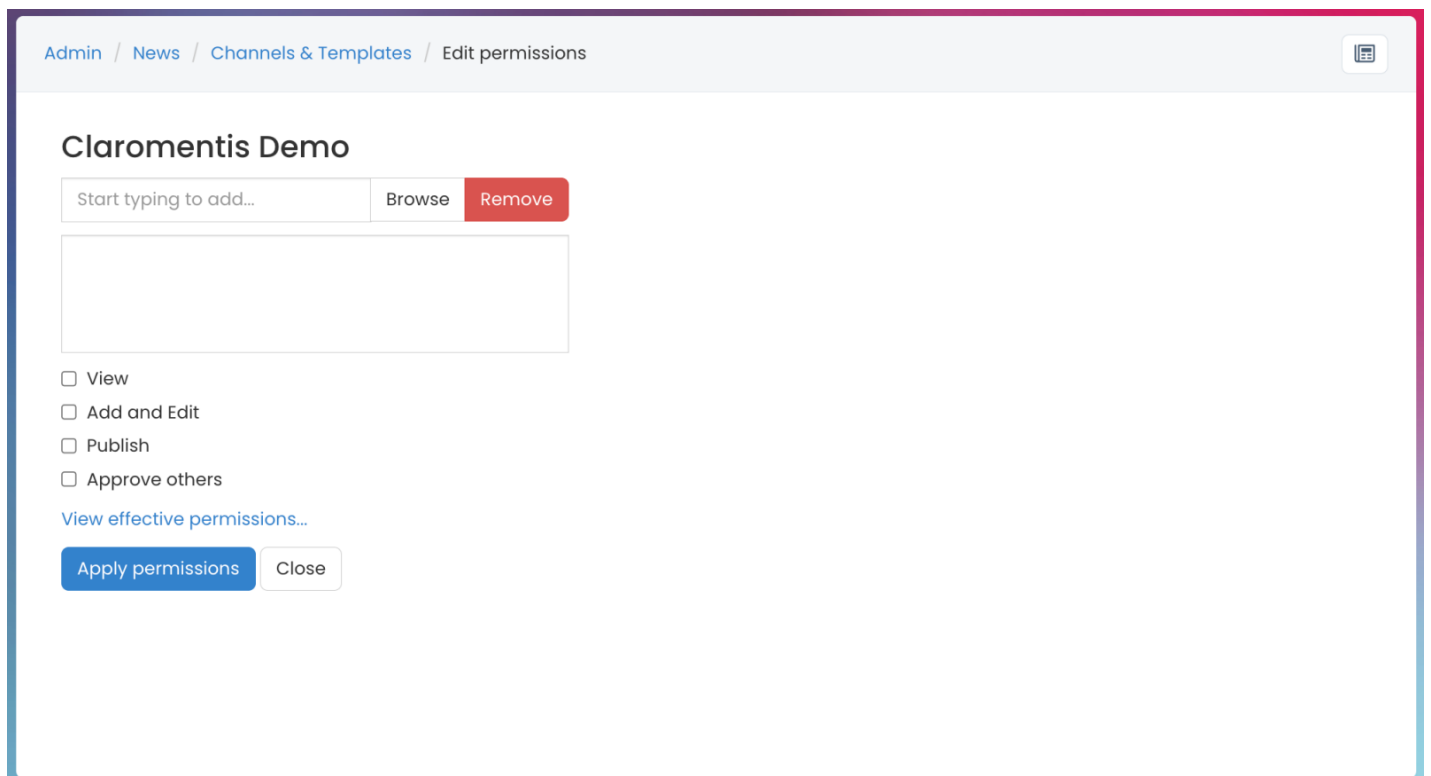 Admin / News / Channels & Templates / Edit permissions
Claromentis Demo
Start typing to add... Browse Remove
View
Add and Edit
Publish
Approve others
View effective permissions...
Apply permissions Close